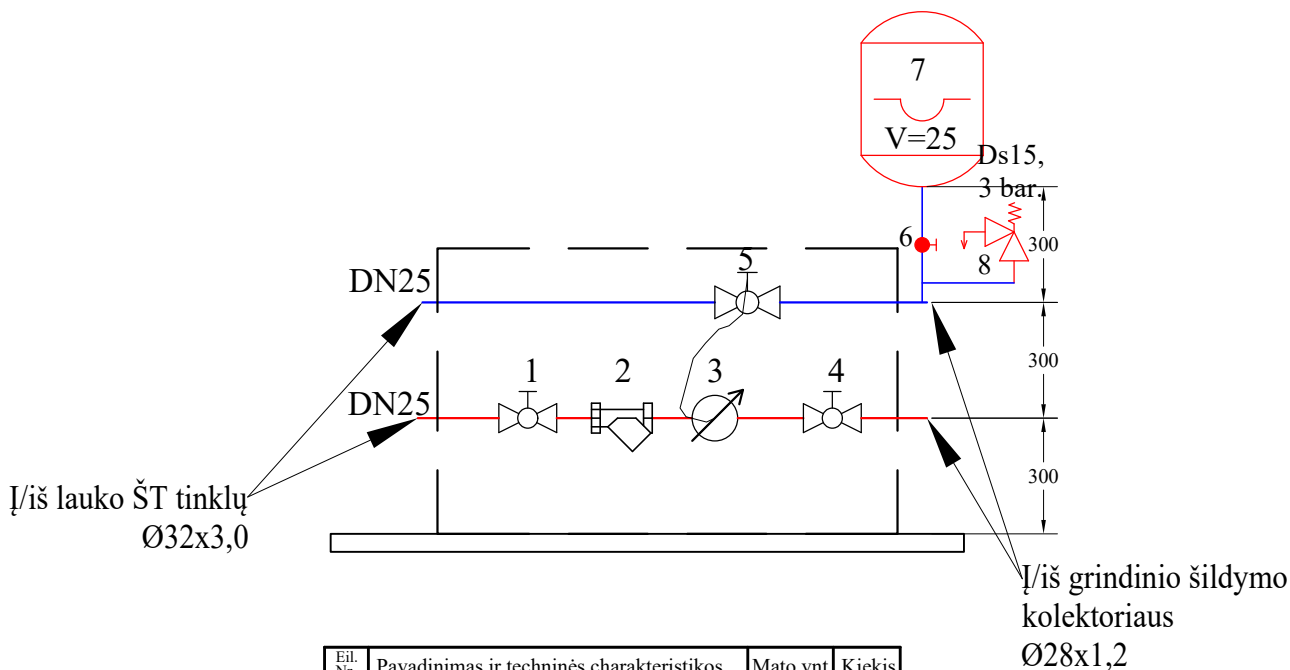 7
V=25
Ds15,
3 bar.
6
300
8
5
DN25
300
1
2
3
4
DN25
300
Į/iš lauko ŠT tinklų
Ø32x3,0
Į/iš grindinio šildymo
kolektoriaus
Ø28x1,2
Eil.
Pavadinimas ir techninės charakteristikos
Mato vnt
Kiekis